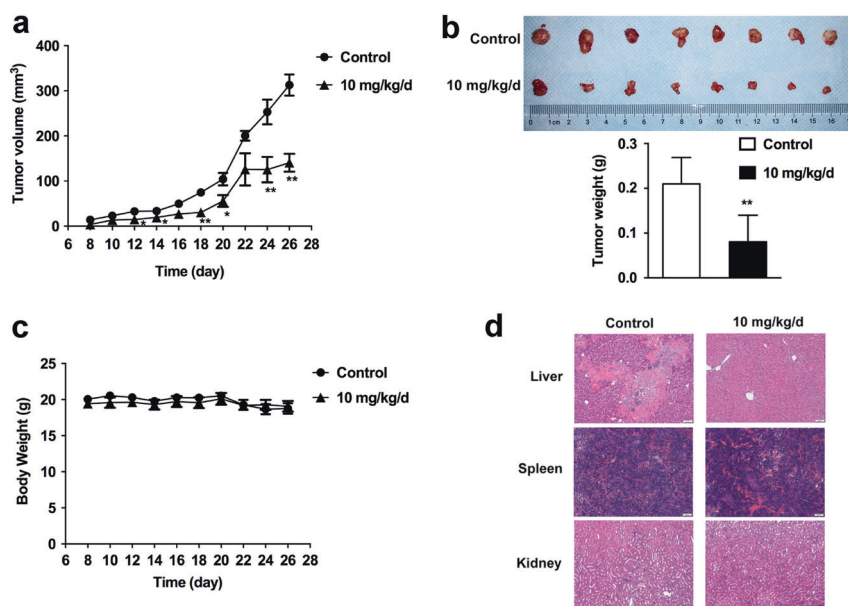 a
Tumor volume (mm³)
400
300
200
100
0
6 8 10 12 14 16 18 20 22 24 26 28
Time (day)
Control
10 mg/kg/d
* * ** * ** **
b
Control
10 mg/kg/d
0 1cm 2 3 4 5 6 7 8 9 10 11 12 13 14 15 16
Tumor weight (g)
0.3
0.2
0.1
0.0
Control
10 mg/kg/d
**
c
Body Weight (g)
25
20
15
10
5
0
6 8 10 12 14 16 18 20 22 24 26 28
Time (day)
Control
10 mg/kg/d
d
Control 10 mg/kg/d
Liver
Spleen
Kidney